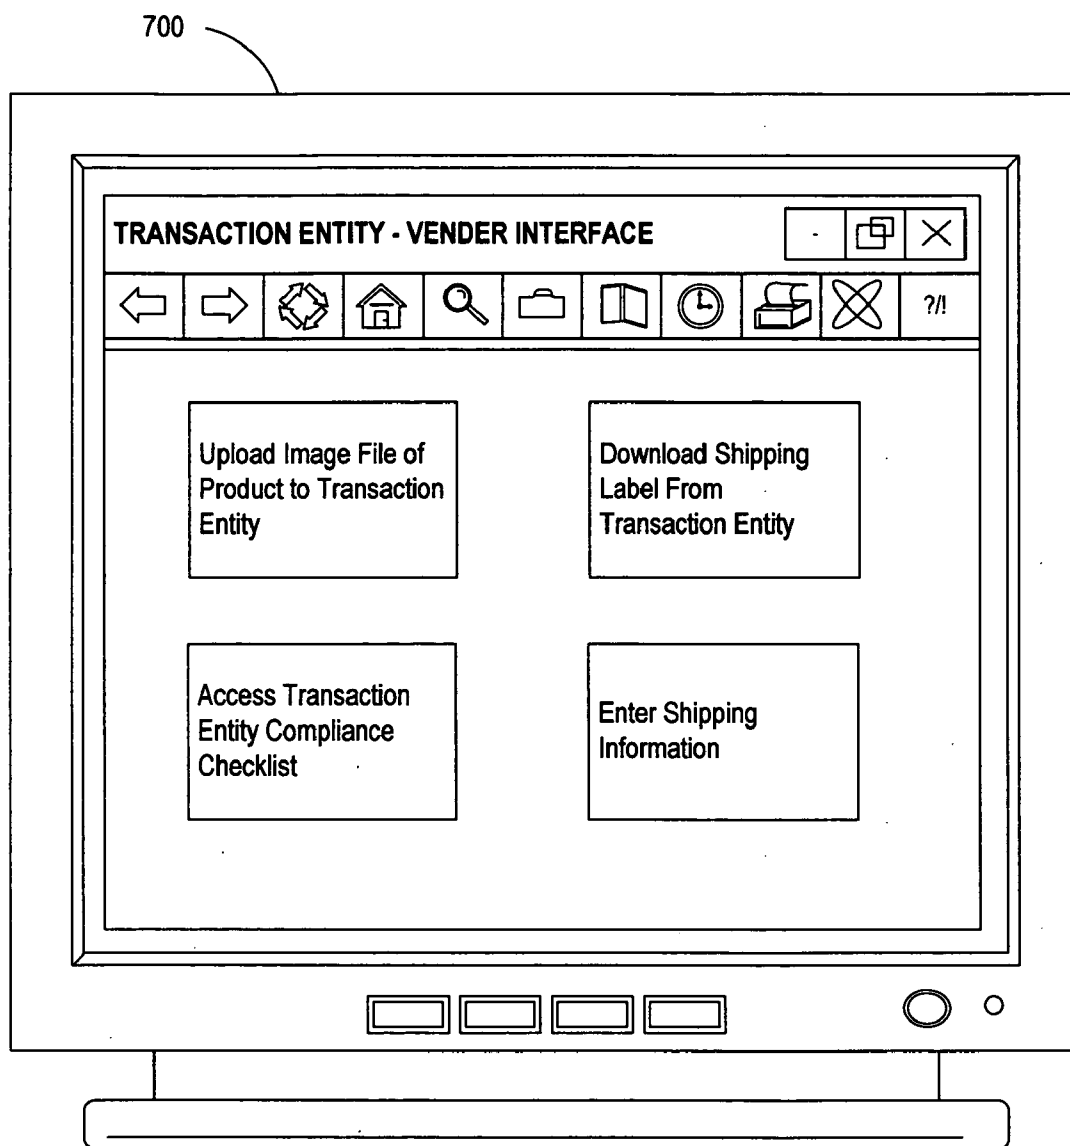 700
TRANSACTION ENTITY - VENDER INTERFACE
?/!
Upload Image File of
Product to Transaction
Entity
Download Shipping
Label From
Transaction Entity
Access Transaction
Entity Compliance
Checklist
Enter Shipping
Information